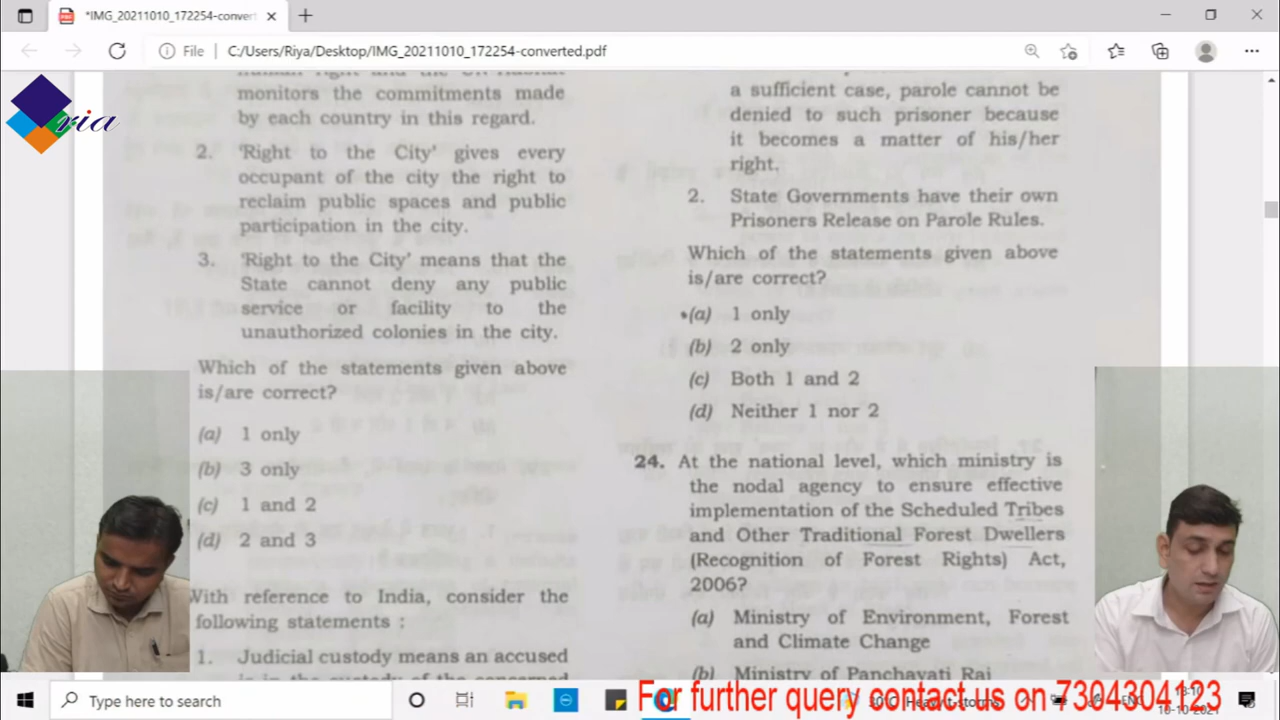 *IMG_20211010_172254-convert
File
C:/Users/Riya/Desktop/IMG_20211010_172254-converted.pdf
ria
monitors the commitments made
by each country in this regard.
2. 'Right to the City' gives every
occupant of the city the right to
reclaim public spaces and public
participation in the city.
3. 'Right to the City' means that the
State cannot deny any public
service or facility to the
unauthorized colonies in the city.
Which of the statements given above
is/are correct?
(a) 1 only
(b) 3 only
(c) 1 and 2
(d) 2 and 3
With reference to India, consider the
following statements :
1. Judicial custody means an accused
a sufficient case, parole cannot be
denied to such prisoner because
it becomes a matter of his/her
right.
2. State Governments have their own
Prisoners Release on Parole Rules.
Which of the statements given above
is/are correct?
(a) 1 only
(b) 2 only
(c) Both 1 and 2
(d) Neither 1 nor 2
24. At the national level, which ministry is
the nodal agency to ensure effective
implementation of the Scheduled Tribes
and Other Traditional Forest Dwellers
(Recognition of Forest Rights) Act,
2006?
(a) Ministry of Environment, Forest
and Climate Change
(b) Ministry of Panchayati Raj
Type here to search
For further query contact us on 7304304123